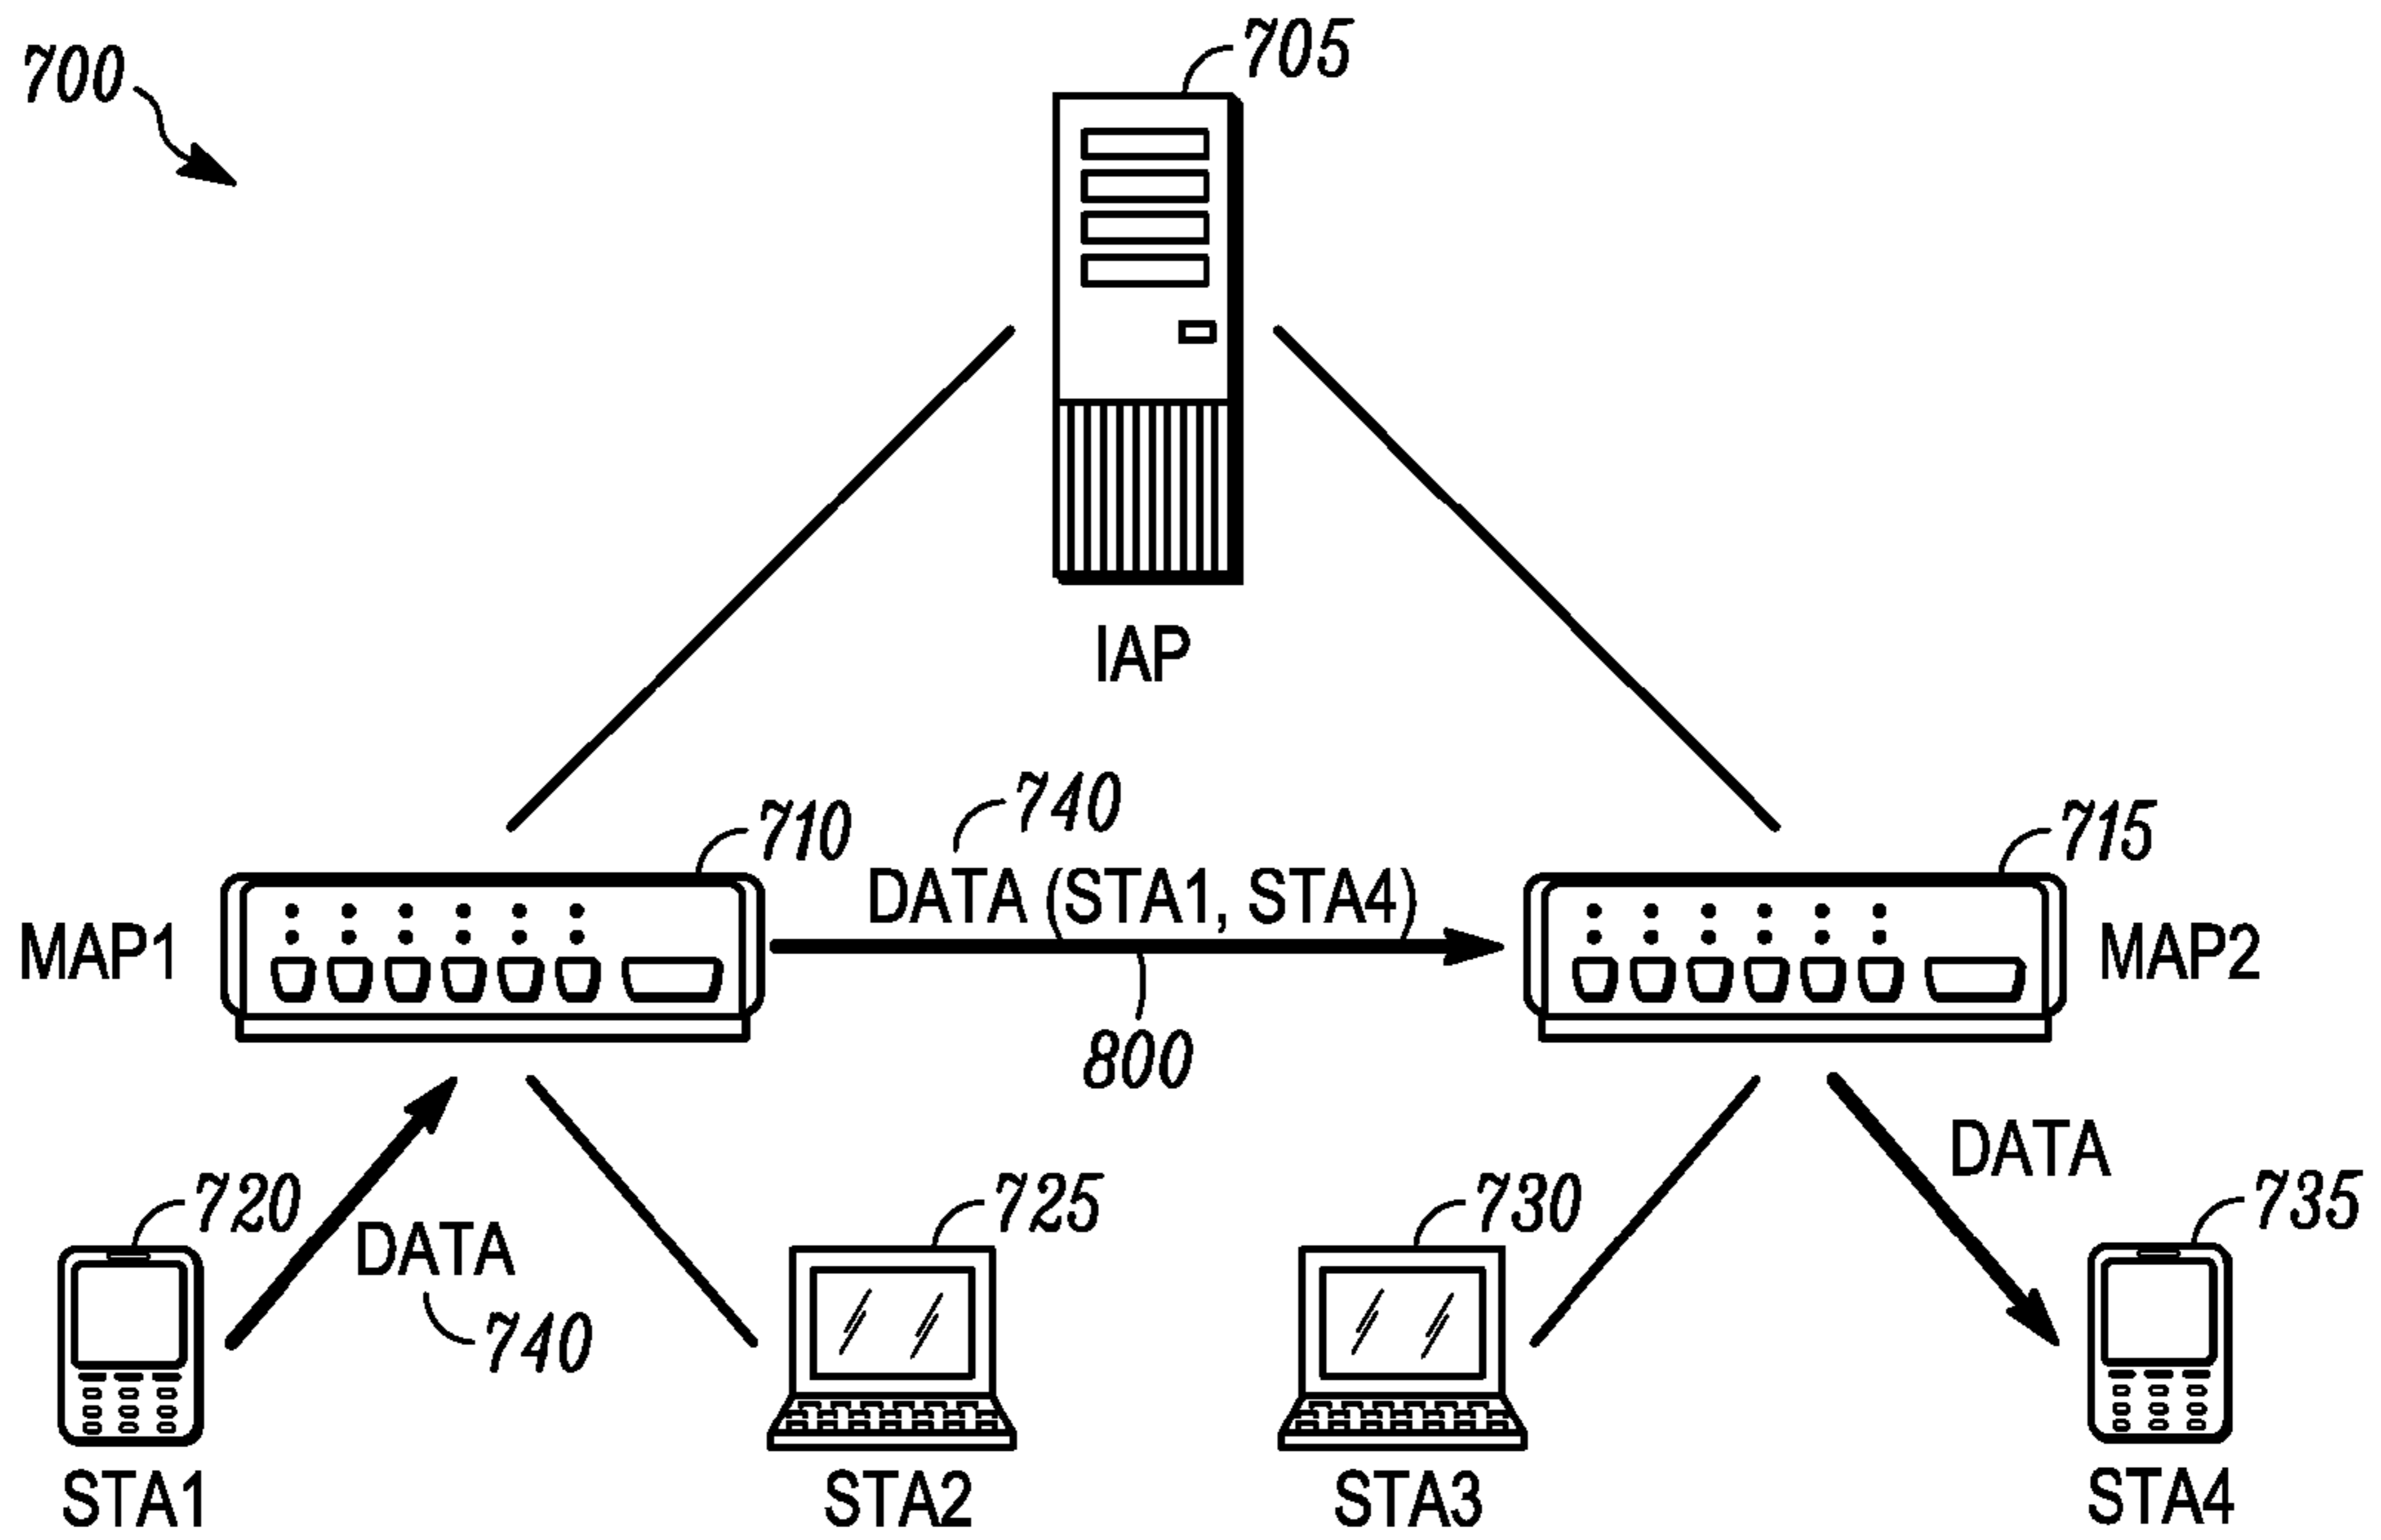 700
705
IAP
740
710
715
DATA (STA1, STA4)
MAP1
MAP2
800
DATA
720
725
730
735
DATA
740
STA1
STA2
STA3
STA4